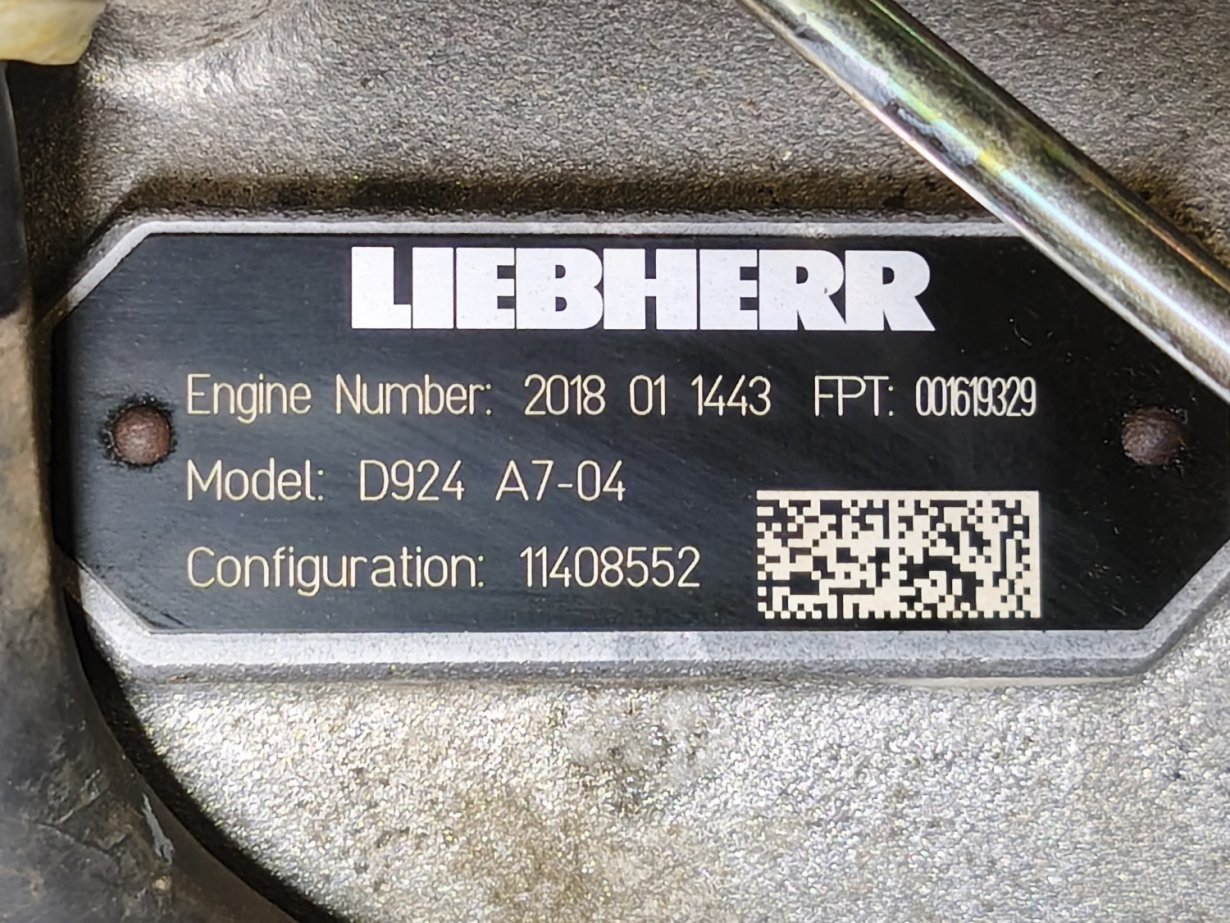 LIEBHERR
Engine Number: 2018 01 1443 FPT: 001619329
Model: D924 A7-04
Configuration: 11408552